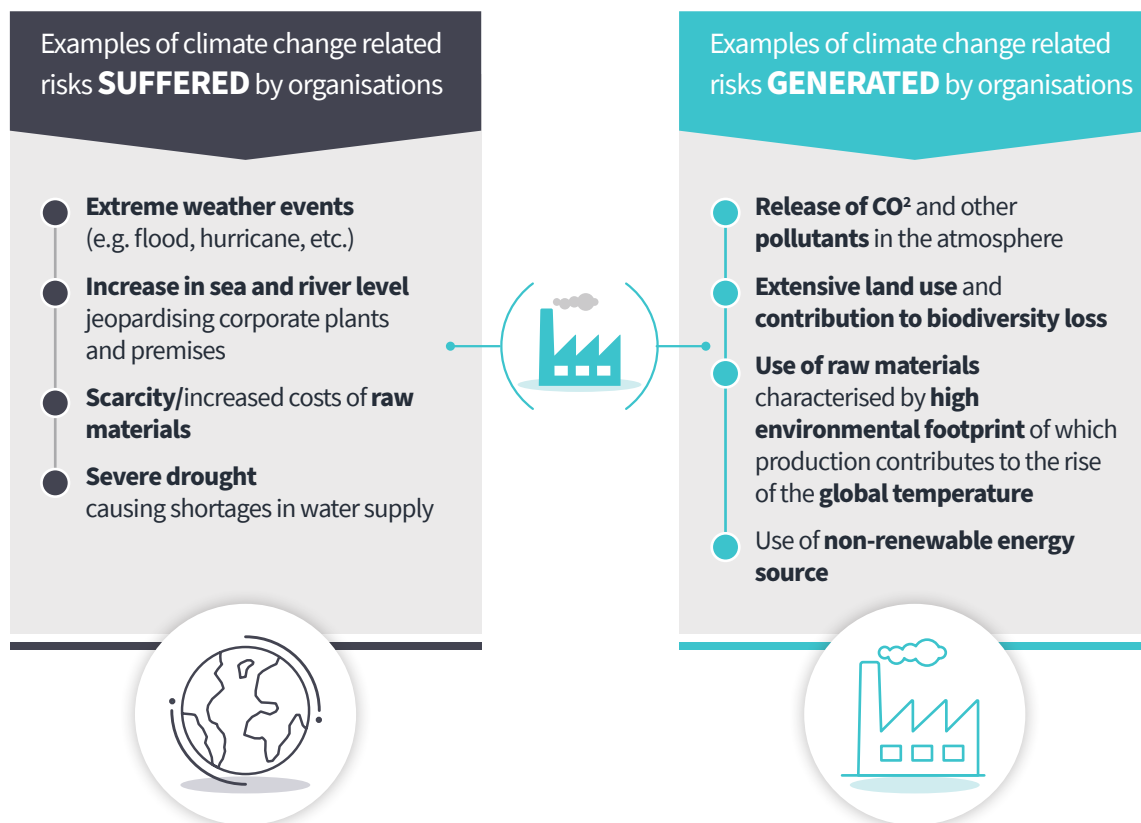 Examples of climate change related
risks SUFFERED by organisations
Extreme weather events
(e.g. flood, hurricane, etc.)
Increase in sea and river level
jeopardising corporate plants
and premises
Scarcity/increased costs of raw
materials
Severe drought
causing shortages in water supply
Examples of climate change related
risks GENERATED by organisations
Release of CO² and other
pollutants in the atmosphere
Extensive land use and
contribution to biodiversity loss
Use of raw materials
characterised by high
environmental footprint of which
production contributes to the rise
of the global temperature
Use of non-renewable energy
source